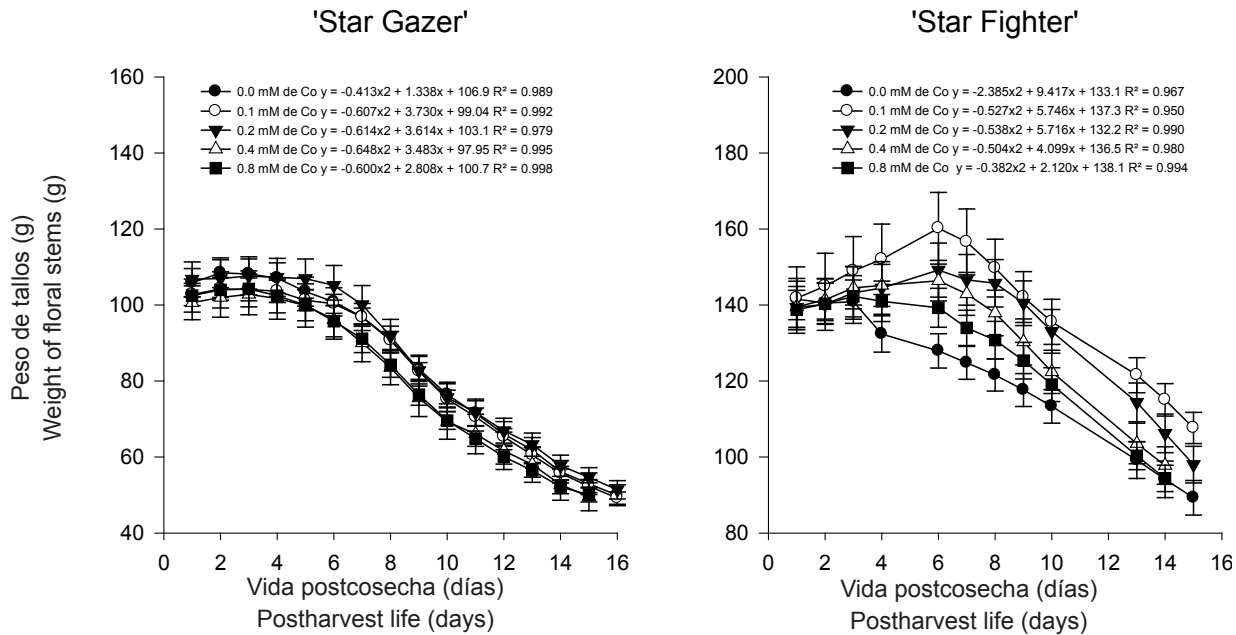 'Star Gazer'
160
140
120
100
80
60
40
0 2 4 6 8 10 12 14 16
0.0 mM de Co y = -0.413x2 + 1.338x + 106.9 R² = 0.989
0.1 mM de Co y = -0.607x2 + 3.730x + 99.04 R² = 0.992
0.2 mM de Co y = -0.614x2 + 3.614x + 103.1 R² = 0.979
0.4 mM de Co y = -0.648x2 + 3.483x + 97.95 R² = 0.995
0.8 mM de Co y = -0.600x2 + 2.808x + 100.7 R² = 0.998
Peso de tallos (g)
Weight of floral stems (g)
Vida postcosecha (días)
Postharvest life (days)
'Star Fighter'
200
180
160
140
120
100
80
0 2 4 6 8 10 12 14 16
0.0 mM de Co y = -2.385x2 + 9.417x + 133.1 R² = 0.967
0.1 mM de Co y = -0.527x2 + 5.746x + 137.3 R² = 0.950
0.2 mM de Co y = -0.538x2 + 5.716x + 132.2 R² = 0.990
0.4 mM de Co y = -0.504x2 + 4.099x + 136.5 R² = 0.980
0.8 mM de Co y = -0.382x2 + 2.120x + 138.1 R² = 0.994
Vida postcosecha (días)
Postharvest life (days)